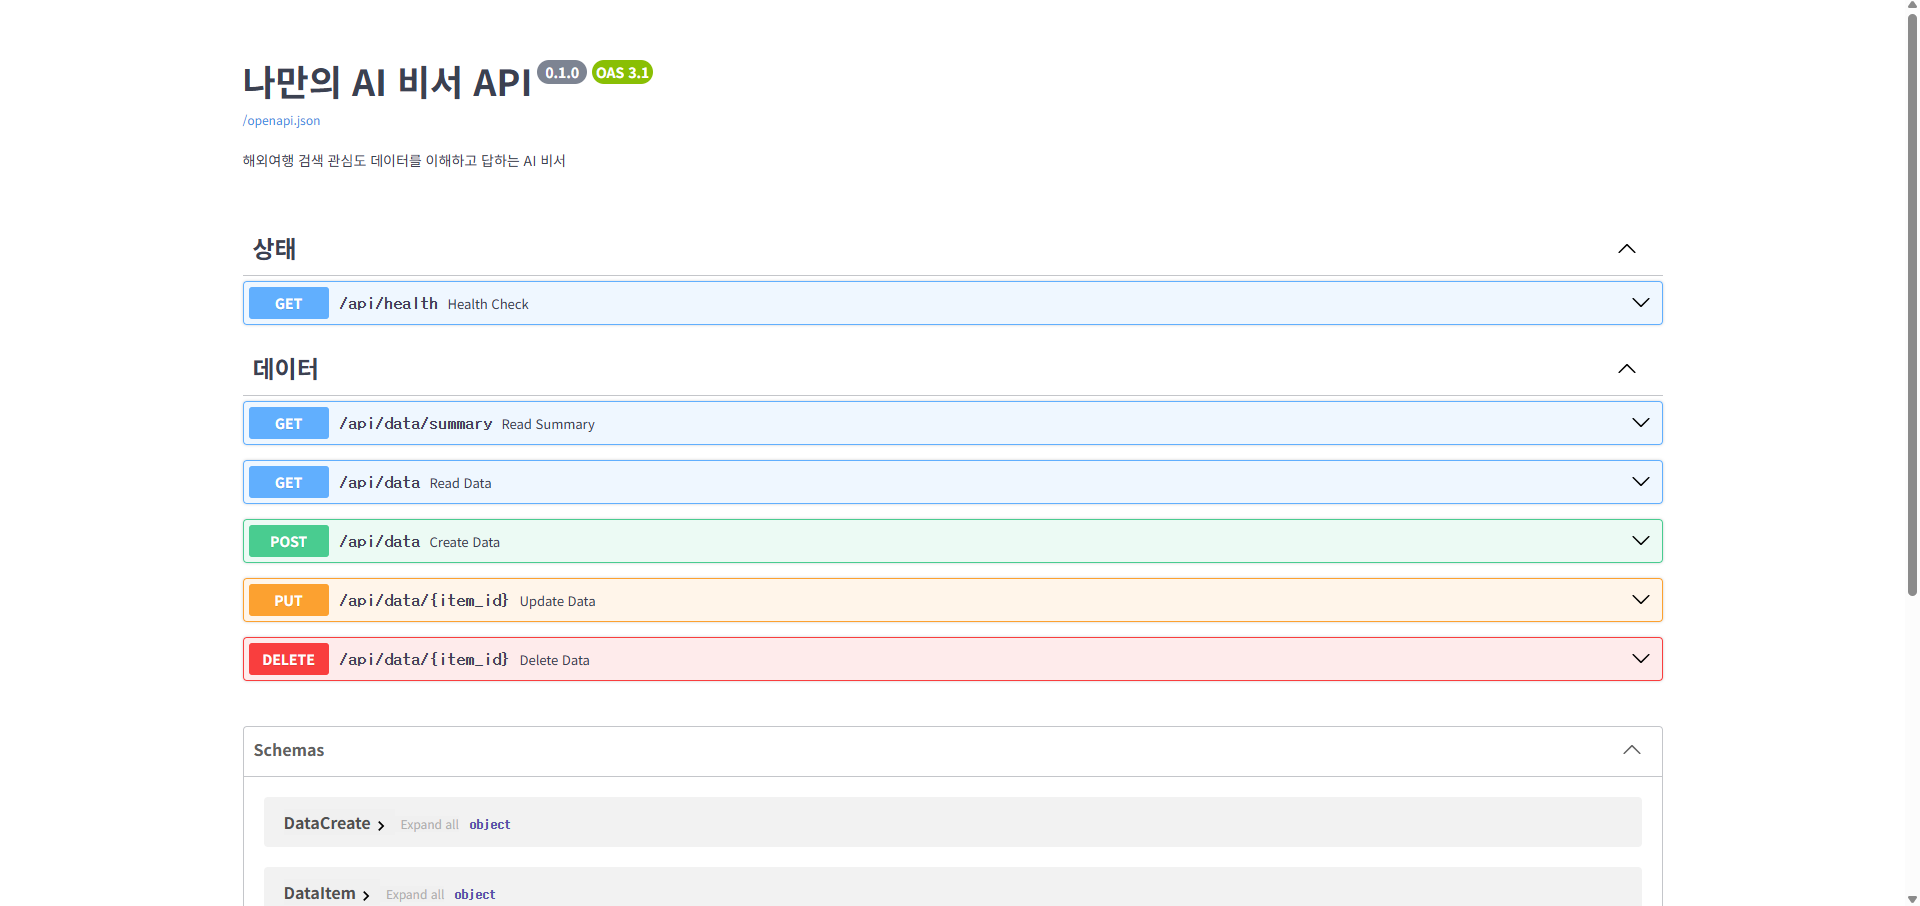 나만의 AI 비서 API 0.1.0 OAS 3.1
/openapi.json
해외여행 검색 관심도 데이터를 이해하고 답하는 AI 비서
상태
GET /api/health Health Check
데이터
GET /api/data/summary Read Summary
GET /api/data Read Data
POST /api/data Create Data
PUT /api/data/{item_id} Update Data
DELETE /api/data/{item_id} Delete Data
Schemas
DataCreate Expand all object
DataItem Expand all object